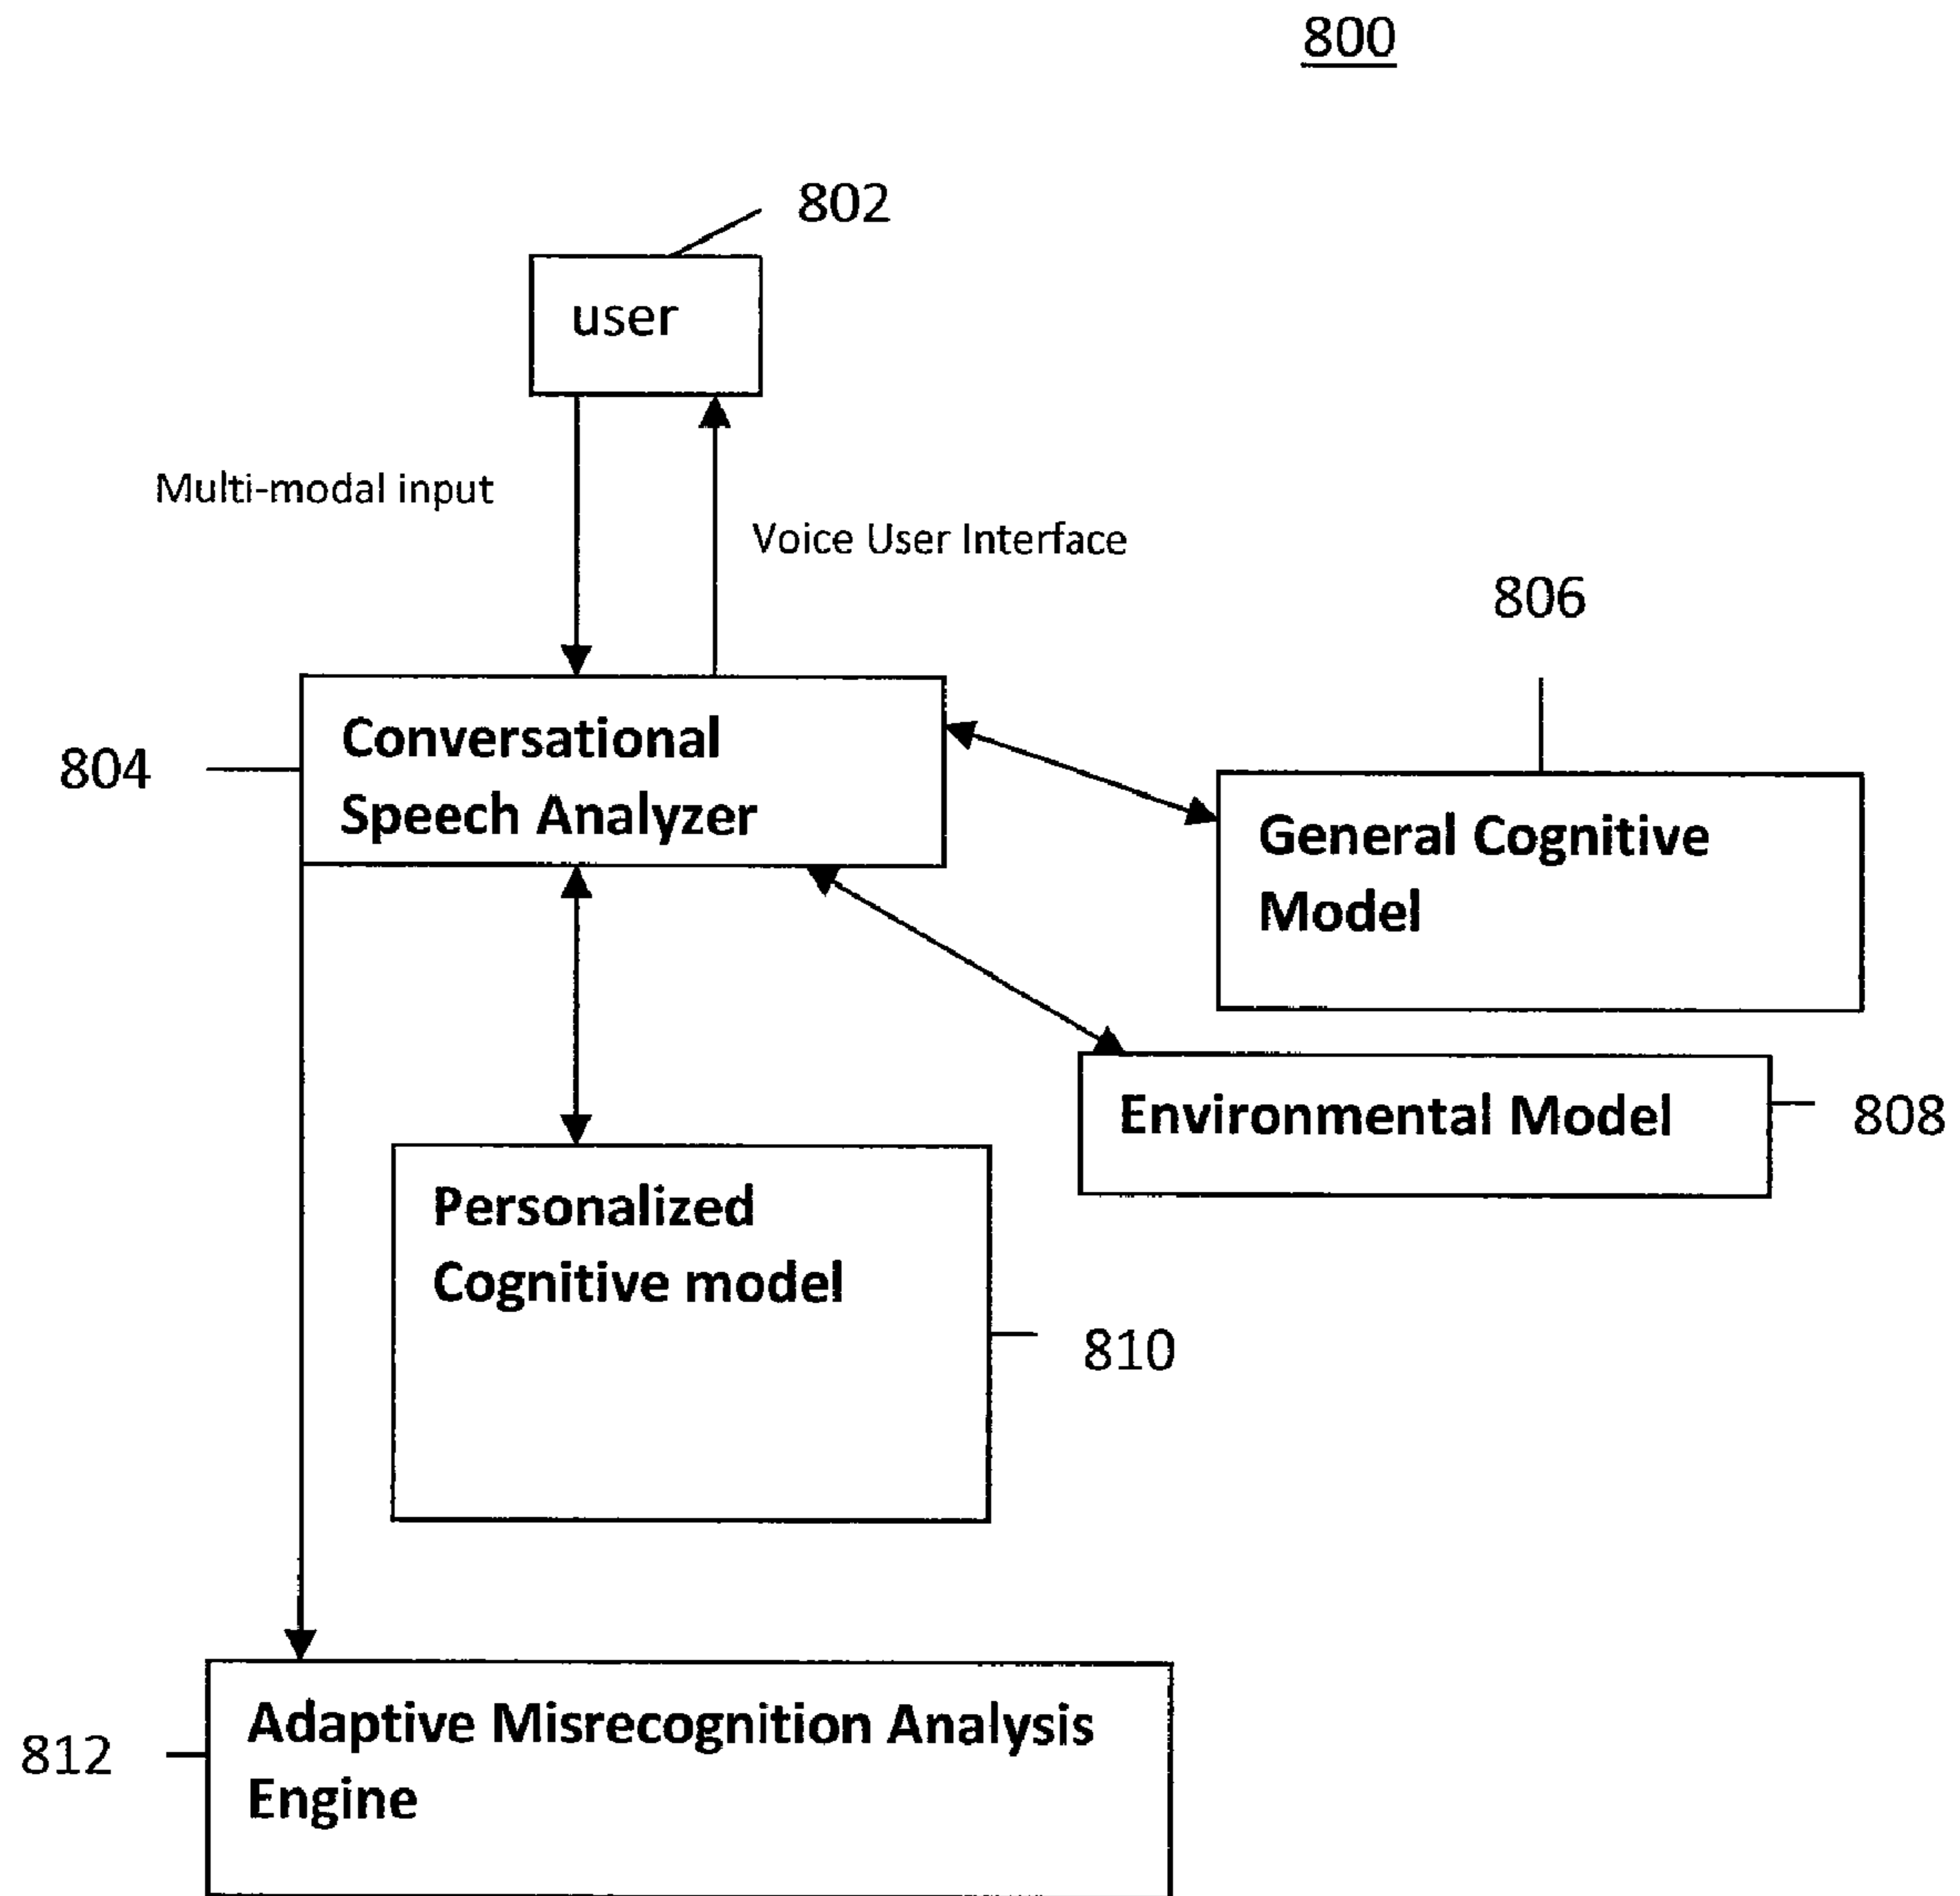 800
802
user
Multi-modal input
Voice User Interface
806
804
Conversational
Speech Analyzer
General Cognitive
Model
Environmental Model
808
Personalized
Cognitive model
810
812
Adaptive Misrecognition Analysis
Engine